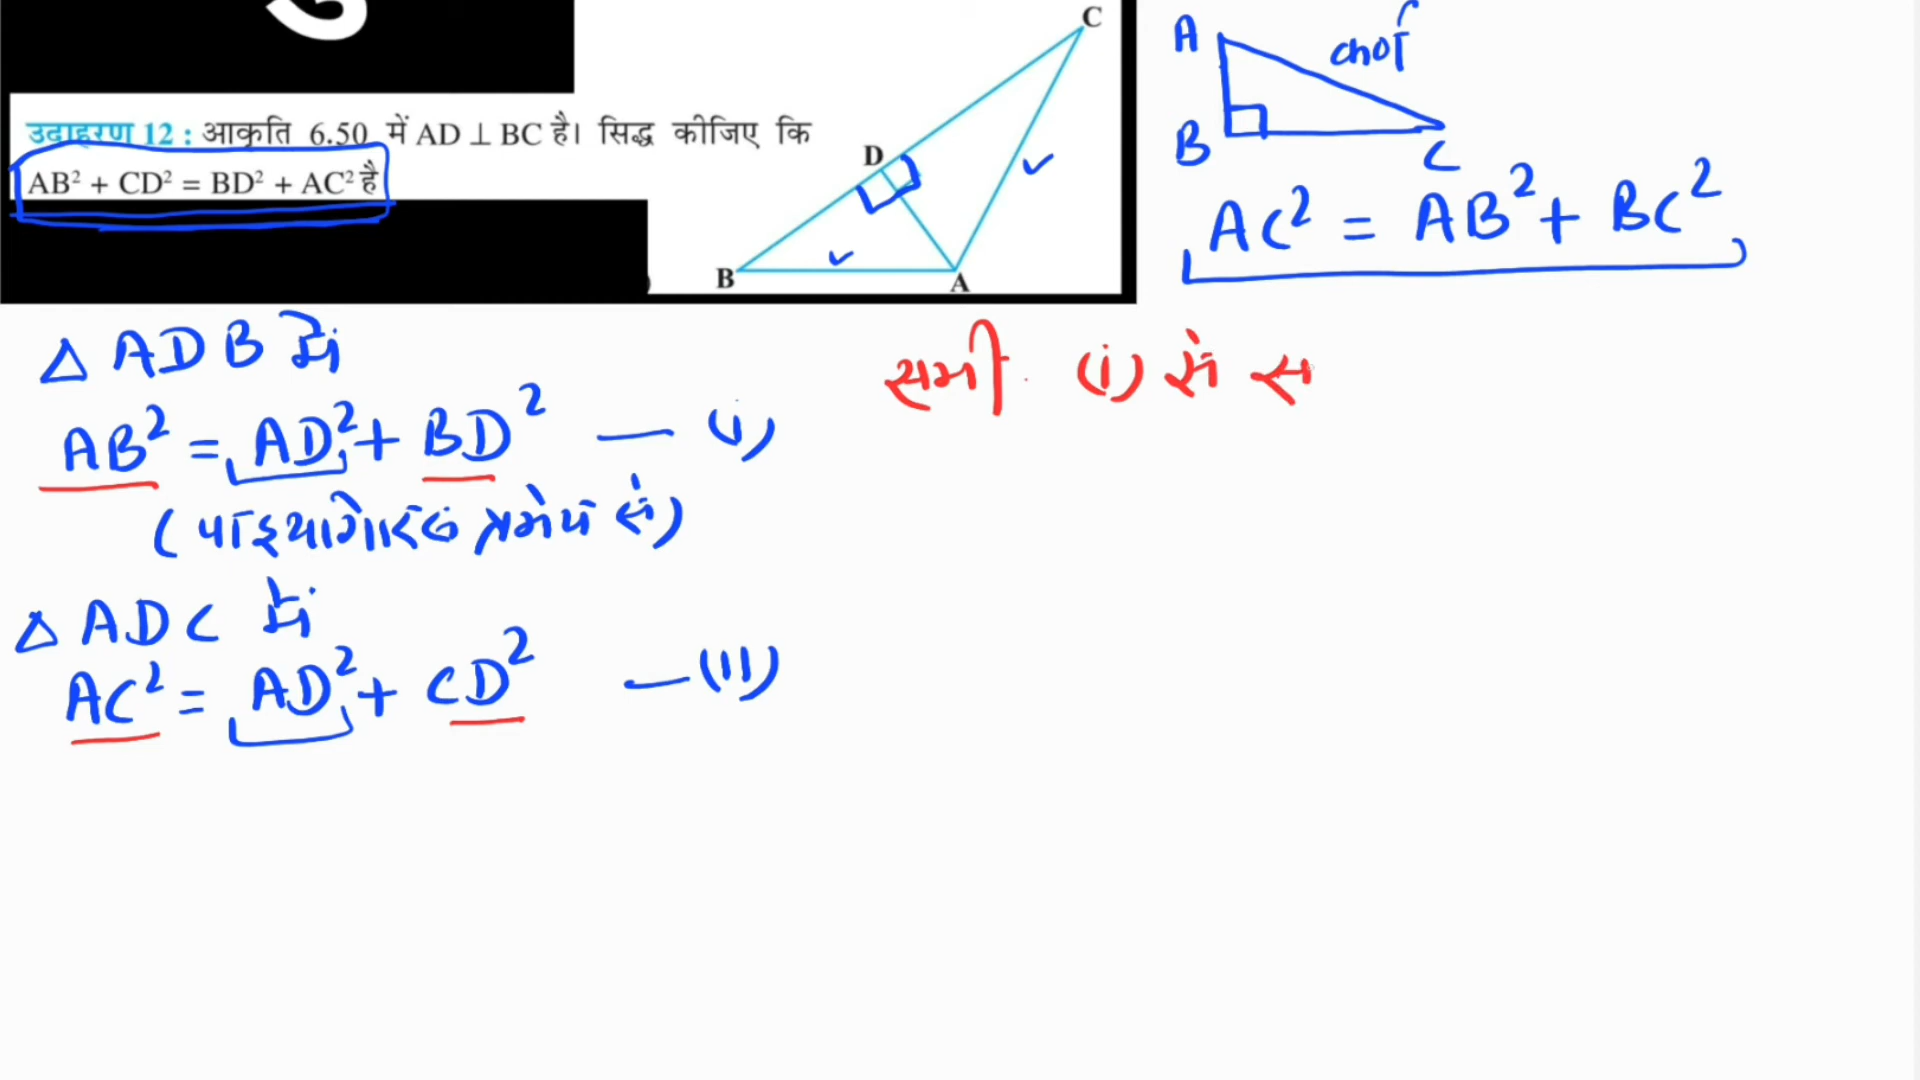 उदाहरण 12 : आकृति 6.50 में AD ⊥ BC है। सिद्ध कीजिए कि
AB² + CD² = BD² + AC² है
C
D
B
A
A
कर्ण
B
C
AC² = AB² + BC²
△ ADB में
AB² = AD² + BD² — (i)
(पाइथागोरस प्रमेय से)
△ ADC में
AC² = AD² + CD² — (ii)
समी. (i) से स